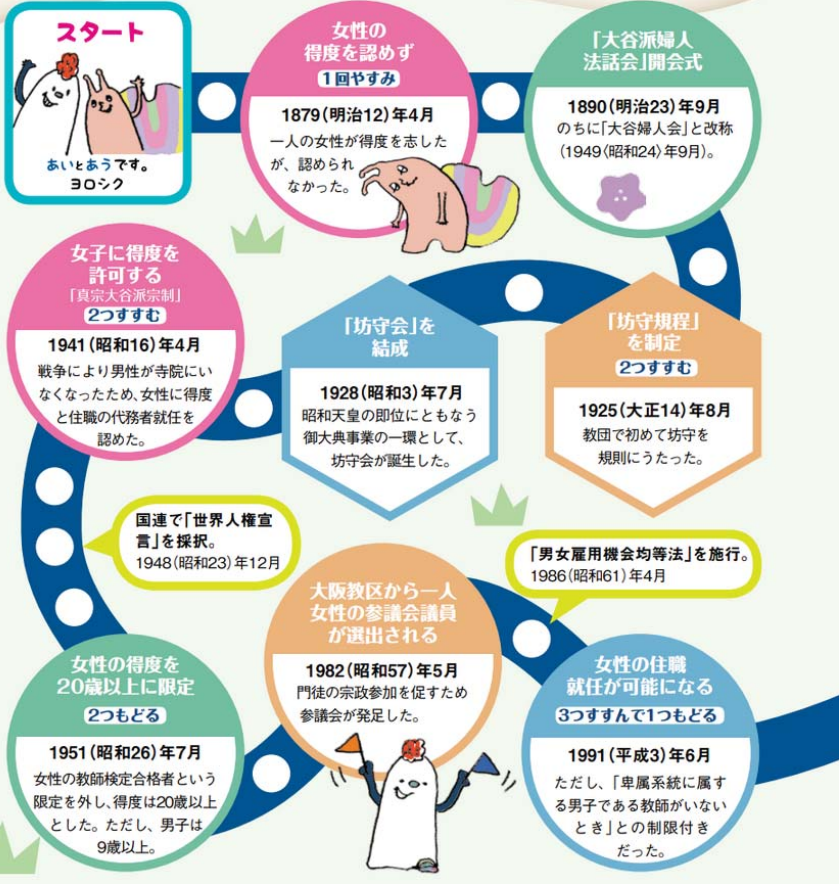 スタート
あいとあうです。
ヨロシク
女性の
得度を認めず
1回やすみ
1879(明治12)年4月
一人の女性が得度を志した
が、認められ
なかった。
「大谷派婦人
法話会」開会式
1890(明治23)年9月
のちに「大谷婦人会」と改称
(1949〈昭和24〉年9月)。
「坊守規程」
を制定
2つすすむ
1925(大正14)年8月
教団で初めて坊守を
規則にうたった。
「坊守会」を
結成
1928(昭和3)年7月
昭和天皇の即位にともなう
御大典事業の一環として、
坊守会が誕生した。
女子に得度を
許可する
「真宗大谷派宗制」
2つすすむ
1941(昭和16)年4月
戦争により男性が寺院にい
なくなったため、女性に得度
と住職の代務者就任を
認めた。
国連で「世界人権宣
言」を採択。
1948(昭和23)年12月
女性の得度を
20歳以上に限定
2つもどる
1951(昭和26)年7月
女性の教師検定合格者という
限定を外し、得度は20歳以上
とした。ただし、男子は
9歳以上。
大阪教区から一人
女性の参議会議員
が選出される
1982(昭和57)年5月
門徒の宗政参加を促すため
参議会が発足した。
「男女雇用機会均等法」を施行。
1986(昭和61)年4月
女性の住職
就任が可能になる
3つすすんで1つもどる
1991(平成3)年6月
ただし、「卑属系統に属す
る男子である教師がいない
とき」との制限付き
だった。